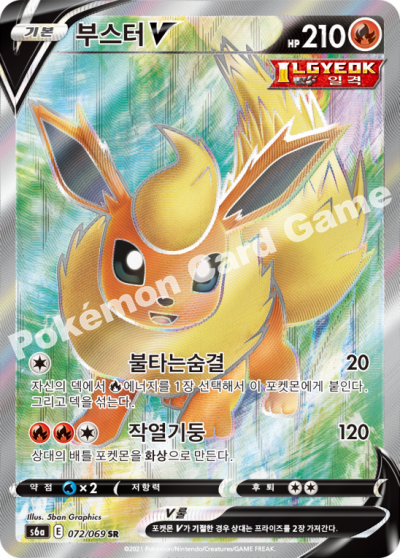 기본 부스터 V HP 210
ILGYEOK
일격
Pokémon Card Game
불타는숨결 20
자신의 덱에서 에너지를 1장 선택해서 이 포켓몬에게 붙인다.
그리고 덱을 섞는다.
작열기둥 120
상대의 배틀 포켓몬을 화상으로 만든다.
약점 ×2 저항력 후퇴
Illus. 5ban Graphics
V룰
s6a E 072/069 SR
포켓몬 V가 기절한 경우 상대는 프라이즈를 2장 가져간다.
©2021 Pokémon/Nintendo/Creatures/GAME FREAK.